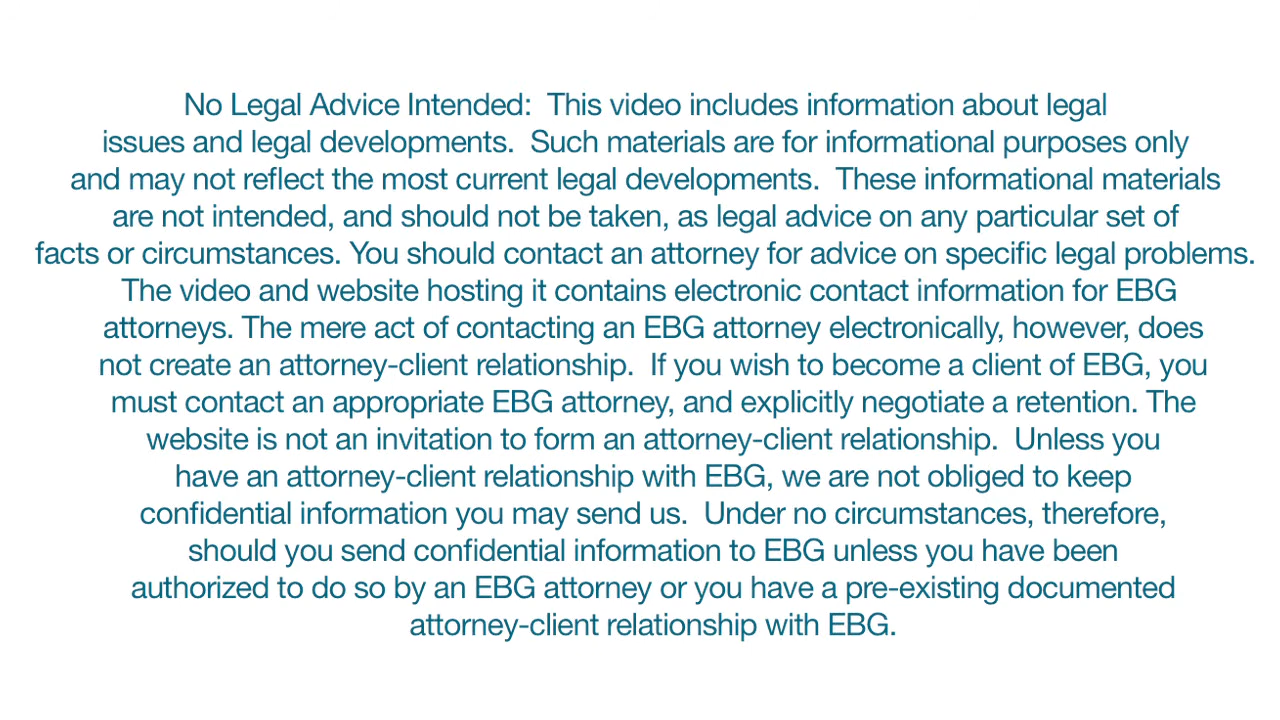 No Legal Advice Intended:  This video includes information about legal
issues and legal developments.  Such materials are for informational purposes only
and may not reflect the most current legal developments.  These informational materials
are not intended, and should not be taken, as legal advice on any particular set of
facts or circumstances. You should contact an attorney for advice on specific legal problems.
The video and website hosting it contains electronic contact information for EBG
attorneys. The mere act of contacting an EBG attorney electronically, however, does
not create an attorney-client relationship.  If you wish to become a client of EBG, you
must contact an appropriate EBG attorney, and explicitly negotiate a retention. The
website is not an invitation to form an attorney-client relationship.  Unless you
have an attorney-client relationship with EBG, we are not obliged to keep
confidential information you may send us.  Under no circumstances, therefore,
should you send confidential information to EBG unless you have been
authorized to do so by an EBG attorney or you have a pre-existing documented
attorney-client relationship with EBG.